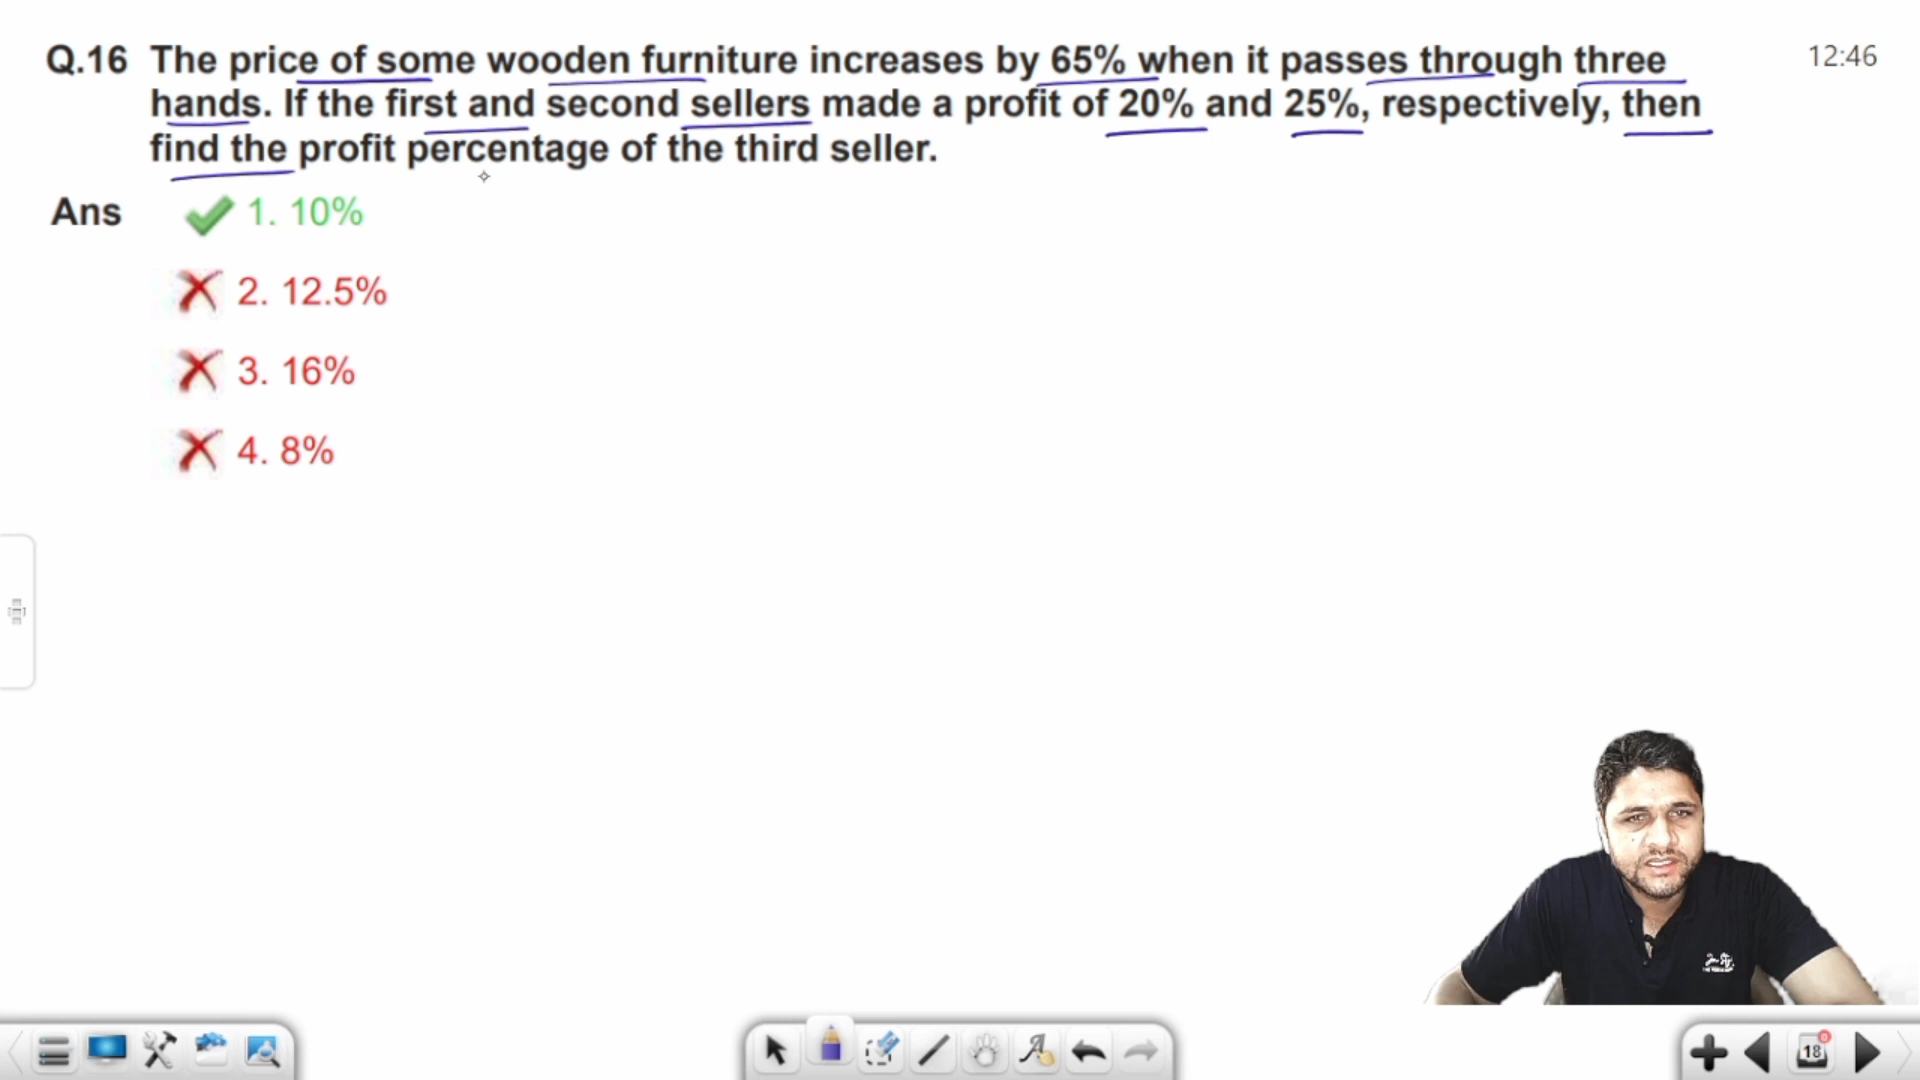 12:46
Q.16 The price of some wooden furniture increases by 65% when it passes through three
hands. If the first and second sellers made a profit of 20% and 25%, respectively, then
find the profit percentage of the third seller.
Ans 1. 10%
2. 12.5%
3. 16%
4. 8%
18